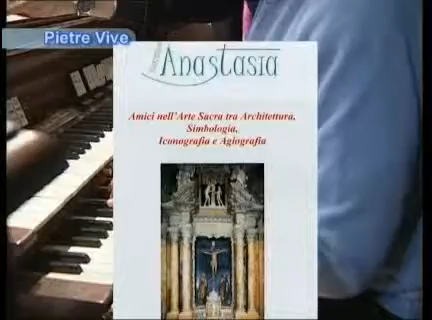 Pietre Vive
Anastasia
Amici nell'Arte Sacra tra Architettura,
Simbologia,
Iconografia e Agiografia